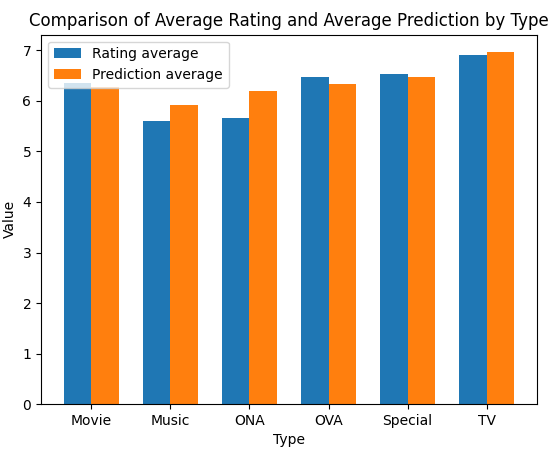 Comparison of Average Rating and Average Prediction by Type
Rating average
Prediction average
Value
7
6
5
4
3
2
1
0
Movie Music ONA OVA Special TV
Type